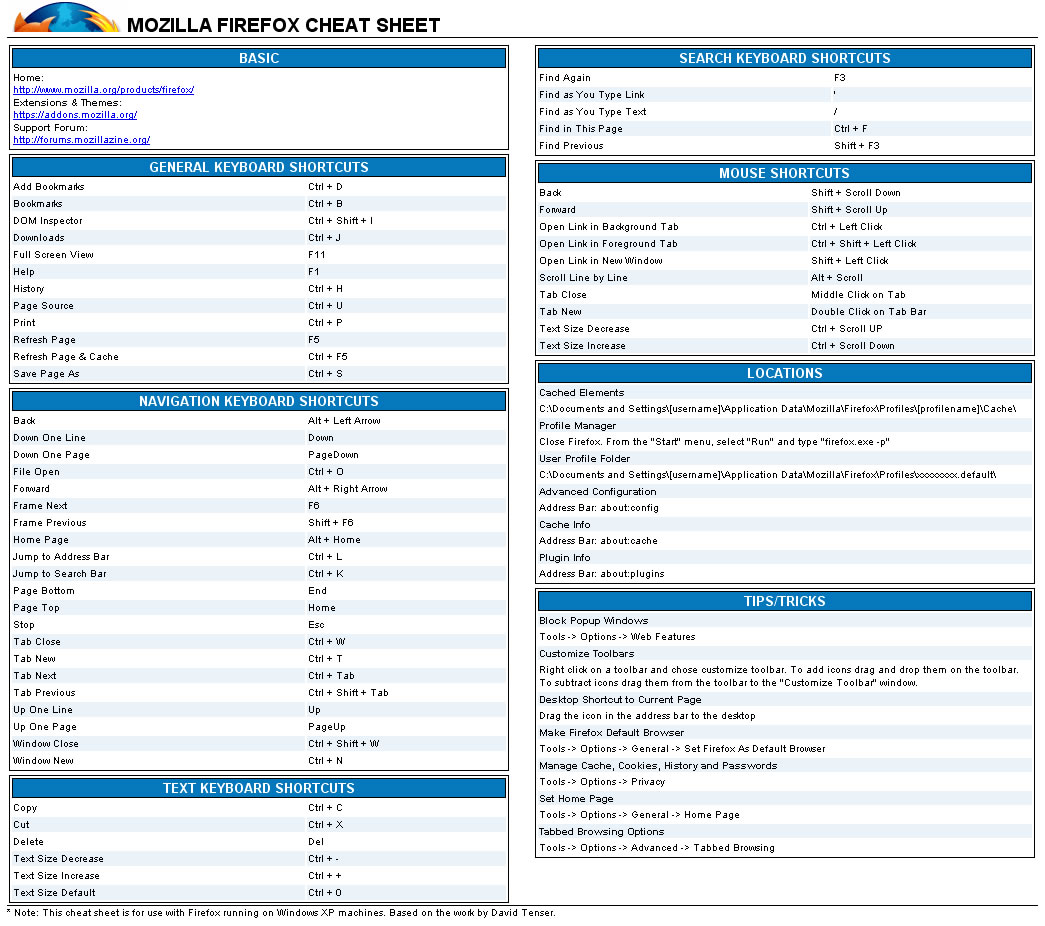 MOZILLA FIREFOX CHEAT SHEET
BASIC
Home:
http://www.mozilla.org/products/firefox/
Extensions & Themes:
https://addons.mozilla.org/
Support Forum:
http://forums.mozillazine.org/
GENERAL KEYBOARD SHORTCUTS
Add Bookmarks Ctrl + D
Bookmarks Ctrl + B
DOM Inspector Ctrl + Shift + I
Downloads Ctrl + J
Full Screen View F11
Help F1
History Ctrl + H
Page Source Ctrl + U
Print Ctrl + P
Refresh Page F5
Refresh Page & Cache Ctrl + F5
Save Page As Ctrl + S
NAVIGATION KEYBOARD SHORTCUTS
Back Alt + Left Arrow
Down One Line Down
Down One Page PageDown
File Open Ctrl + O
Forward Alt + Right Arrow
Frame Next F6
Frame Previous Shift + F6
Home Page Alt + Home
Jump to Address Bar Ctrl + L
Jump to Search Bar Ctrl + K
Page Bottom End
Page Top Home
Stop Esc
Tab Close Ctrl + W
Tab New Ctrl + T
Tab Next Ctrl + Tab
Tab Previous Ctrl + Shift + Tab
Up One Line Up
Up One Page PageUp
Window Close Ctrl + Shift + W
Window New Ctrl + N
TEXT KEYBOARD SHORTCUTS
Copy Ctrl + C
Cut Ctrl + X
Delete Del
Text Size Decrease Ctrl + -
Text Size Increase Ctrl + +
Text Size Default Ctrl + 0
SEARCH KEYBOARD SHORTCUTS
Find Again F3
Find as You Type Link '
Find as You Type Text /
Find in This Page Ctrl + F
Find Previous Shift + F3
MOUSE SHORTCUTS
Back Shift + Scroll Down
Forward Shift + Scroll Up
Open Link in Background Tab Ctrl + Left Click
Open Link in Foreground Tab Ctrl + Shift + Left Click
Open Link in New Window Shift + Left Click
Scroll Line by Line Alt + Scroll
Tab Close Middle Click on Tab
Tab New Double Click on Tab Bar
Text Size Decrease Ctrl + Scroll UP
Text Size Increase Ctrl + Scroll Down
LOCATIONS
Cached Elements
C:\Documents and Settings\[username]\Application Data\Mozilla\Firefox\Profiles\[profilename]\Cache\
Profile Manager
Close Firefox. From the "Start" menu, select "Run" and type "firefox.exe -p"
User Profile Folder
C:\Documents and Settings\[username]\Application Data\Mozilla\Firefox\Profiles\xxxxxxxx.default\
Advanced Configuration
Address Bar: about:config
Cache Info
Address Bar: about:cache
Plugin Info
Address Bar: about:plugins
TIPS/TRICKS
Block Popup Windows
Tools -> Options -> Web Features
Customize Toolbars
Right click on a toolbar and chose customize toolbar. To add icons drag and drop them on the toolbar.
To subtract icons drag them from the toolbar to the "Customize Toolbar" window.
Desktop Shortcut to Current Page
Drag the icon in the address bar to the desktop
Make Firefox Default Browser
Tools -> Options -> General -> Set Firefox As Default Browser
Manage Cache, Cookies, History and Passwords
Tools -> Options -> Privacy
Set Home Page
Tools -> Options -> General -> Home Page
Tabbed Browsing Options
Tools -> Options -> Advanced -> Tabbed Browsing
* Note: This cheat sheet is for use with Firefox running on Windows XP machines. Based on the work by David Tenser.